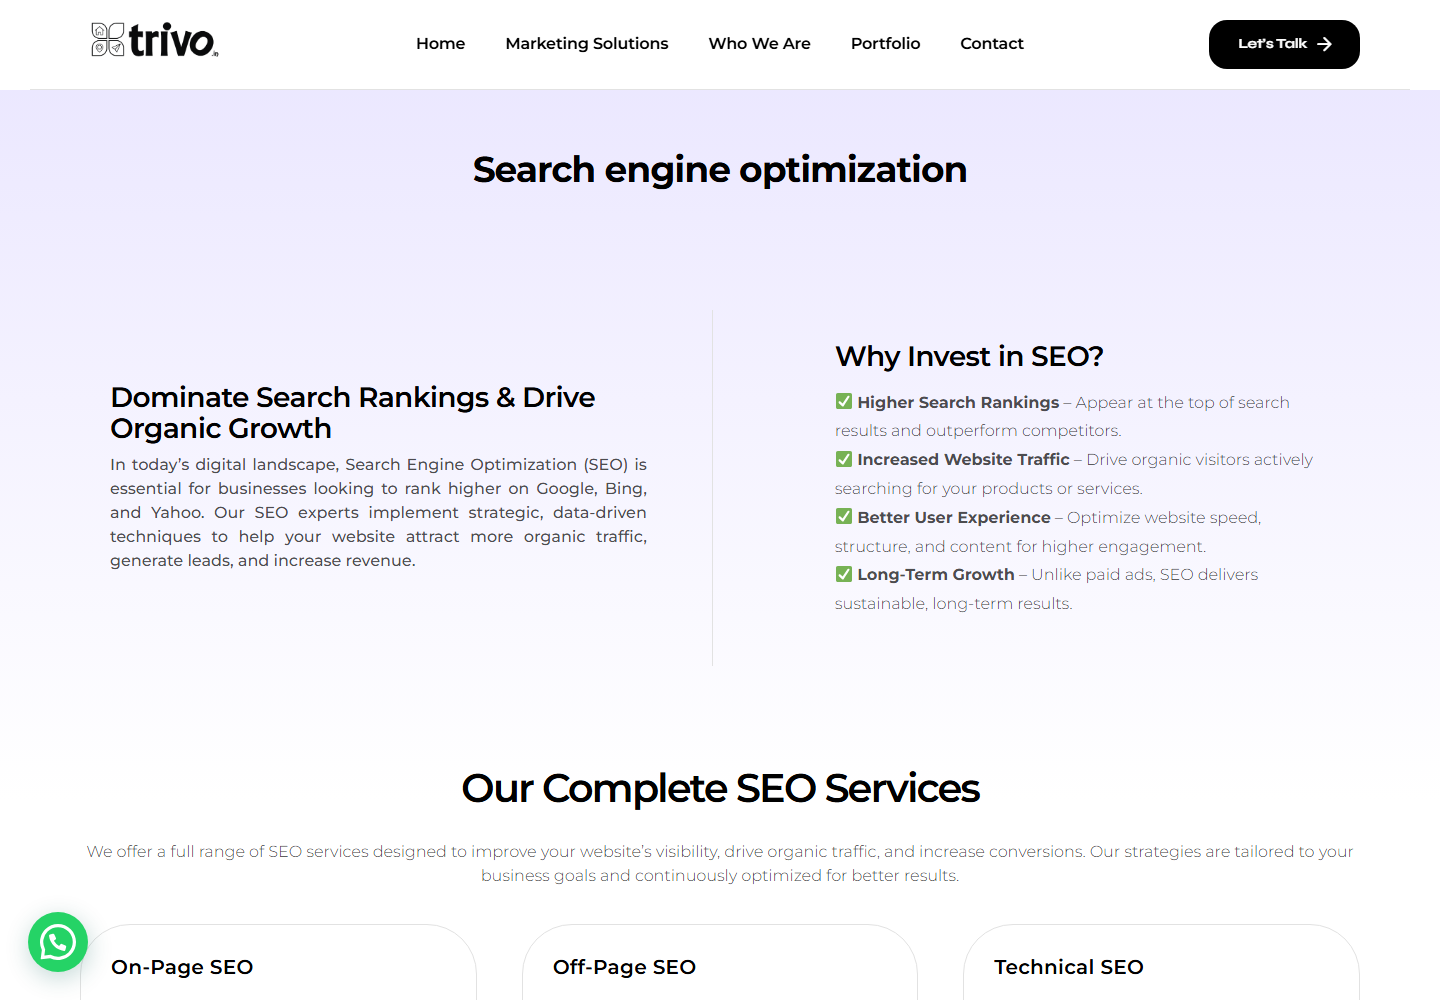 trivo.in
Home
Marketing Solutions
Who We Are
Portfolio
Contact
Let's Talk
Search engine optimization
Dominate Search Rankings & Drive
Organic Growth
In today’s digital landscape, Search Engine Optimization (SEO) is
essential for businesses looking to rank higher on Google, Bing,
and Yahoo. Our SEO experts implement strategic, data-driven
techniques to help your website attract more organic traffic,
generate leads, and increase revenue.
Why Invest in SEO?
✅ Higher Search Rankings – Appear at the top of search
results and outperform competitors.
✅ Increased Website Traffic – Drive organic visitors actively
searching for your products or services.
✅ Better User Experience – Optimize website speed,
structure, and content for higher engagement.
✅ Long-Term Growth – Unlike paid ads, SEO delivers
sustainable, long-term results.
Our Complete SEO Services
We offer a full range of SEO services designed to improve your website’s visibility, drive organic traffic, and increase conversions. Our strategies are tailored to your
business goals and continuously optimized for better results.
On-Page SEO
Off-Page SEO
Technical SEO